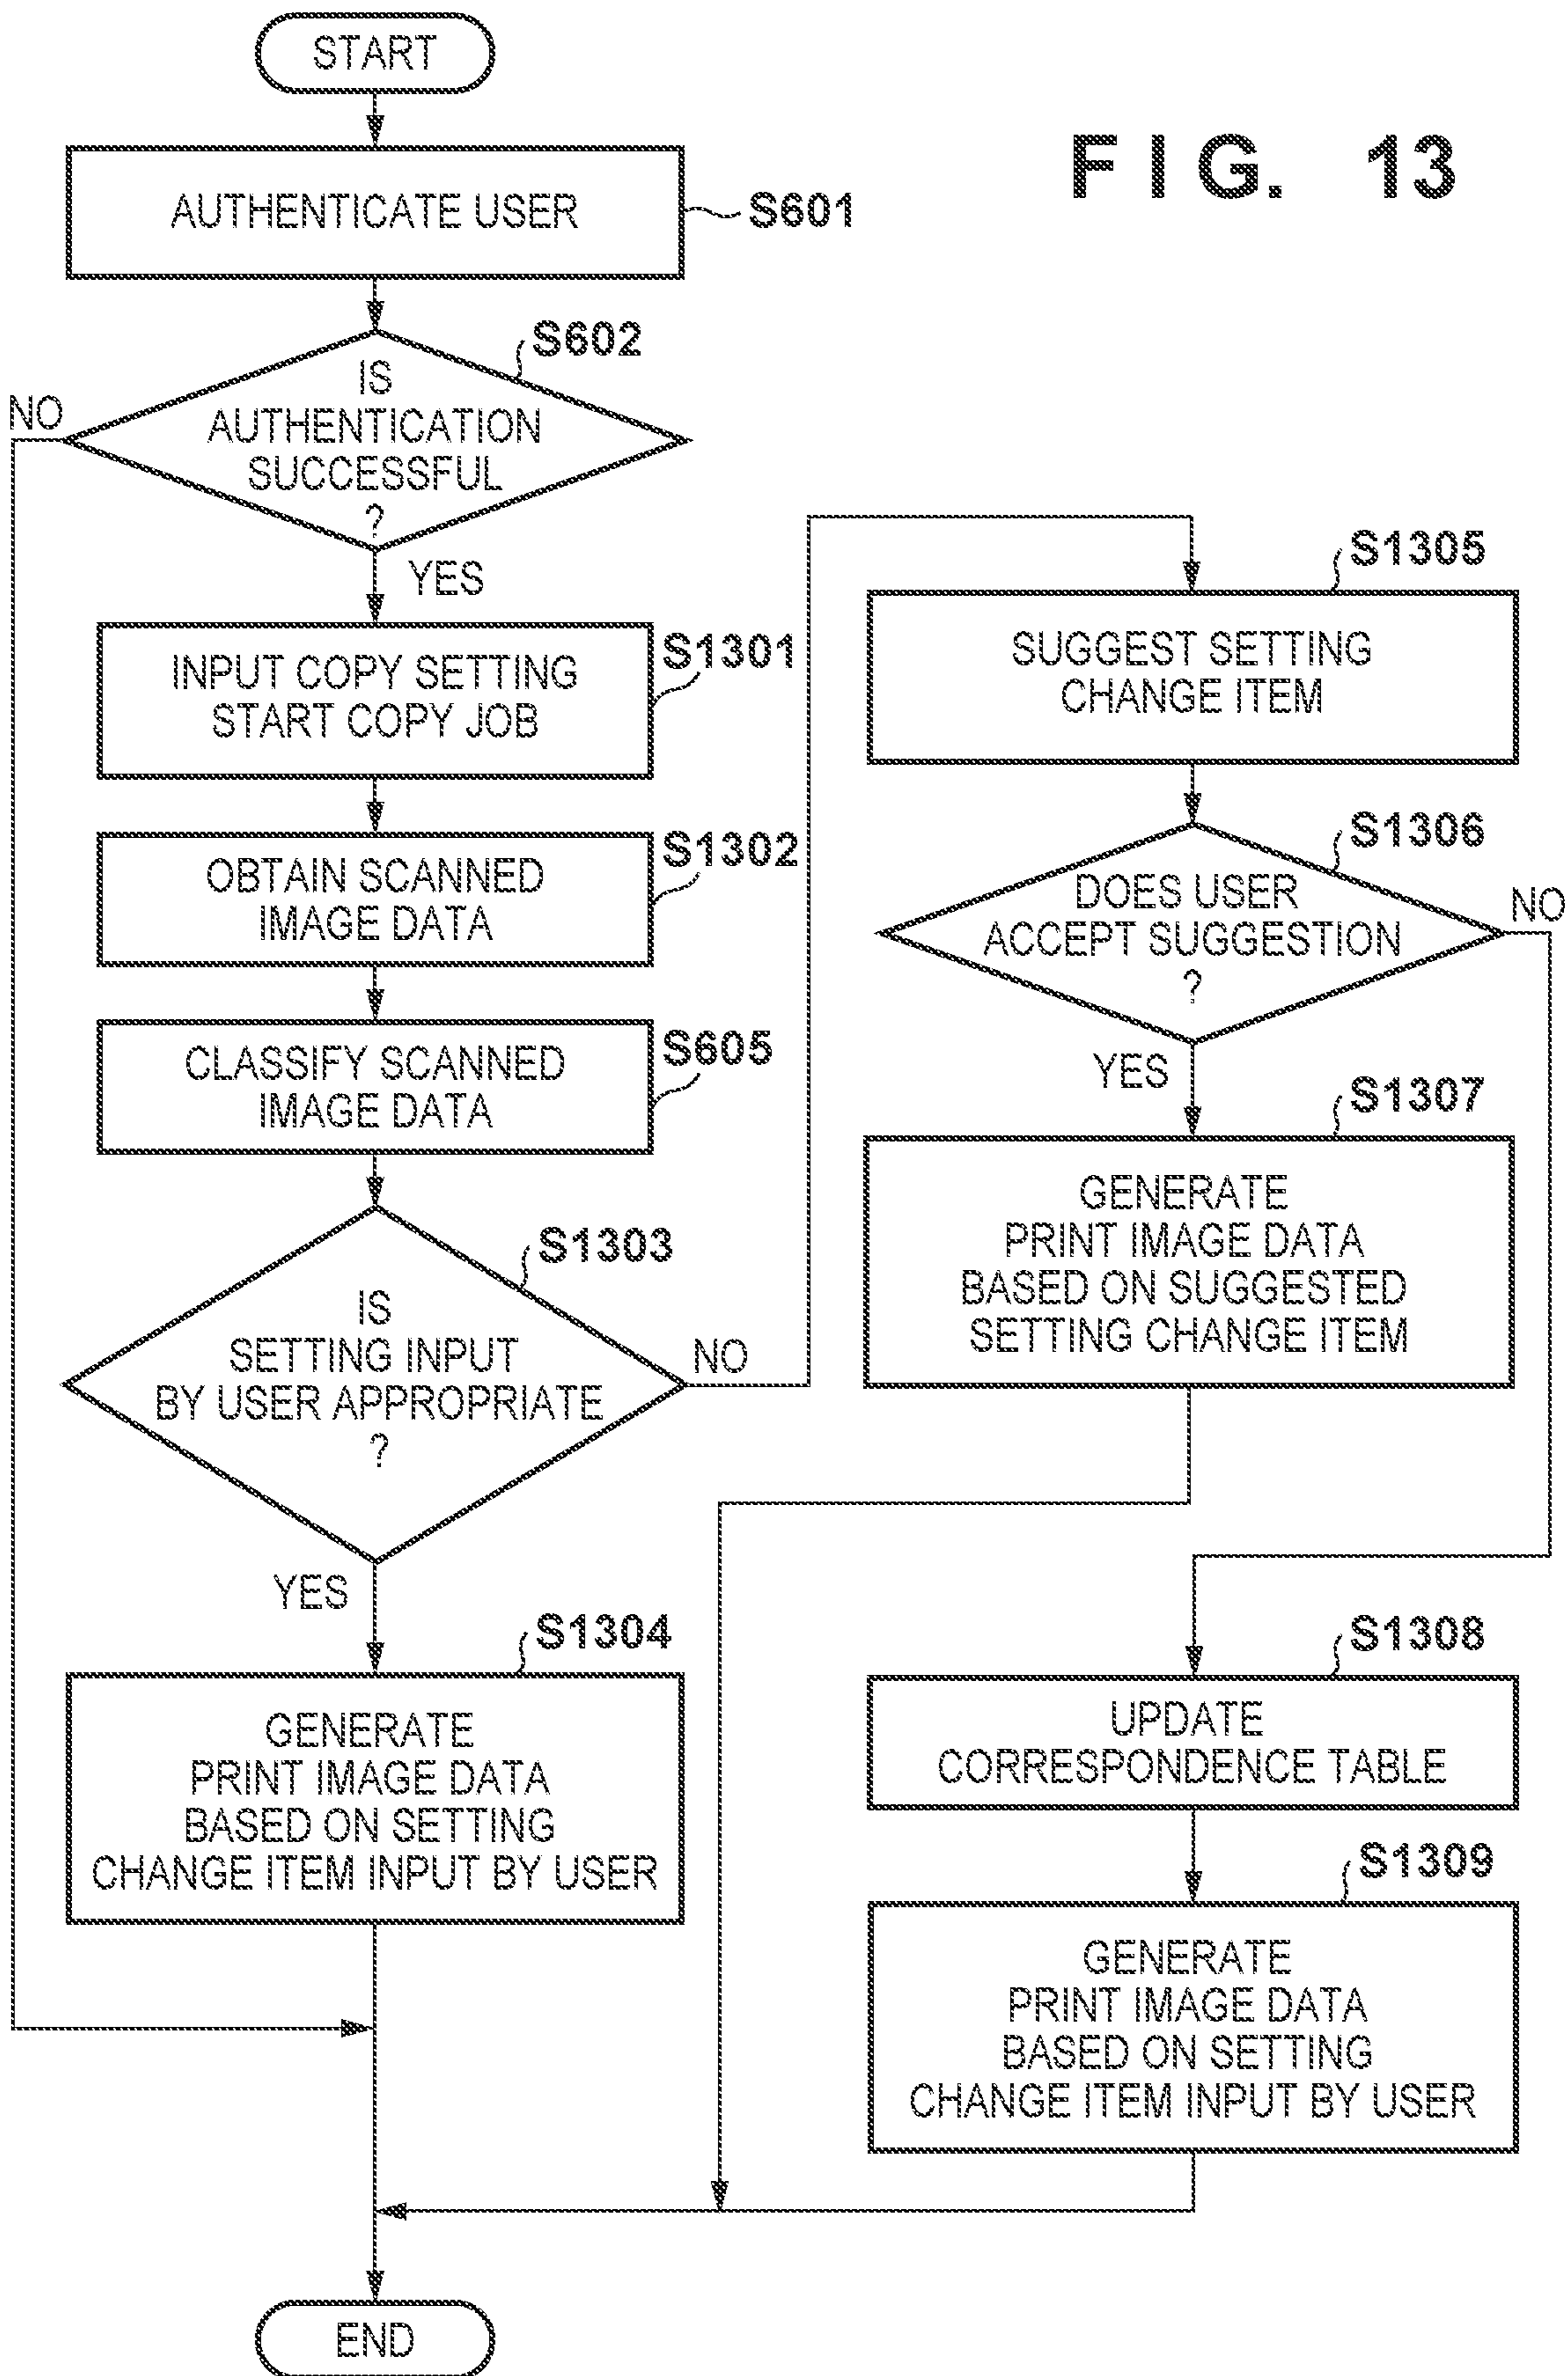 START
FIG. 13
AUTHENTICATE USER
S601
S602
IS
AUTHENTICATION
SUCCESSFUL
?
NO
YES
INPUT COPY SETTING
START COPY JOB
S1301
OBTAIN SCANNED
IMAGE DATA
S1302
CLASSIFY SCANNED
IMAGE DATA
S605
S1303
IS
SETTING INPUT
BY USER APPROPRIATE
?
NO
YES
S1304
GENERATE
PRINT IMAGE DATA
BASED ON SETTING
CHANGE ITEM INPUT BY USER
S1305
SUGGEST SETTING
CHANGE ITEM
S1306
DOES USER
ACCEPT SUGGESTION
?
NO
YES
S1307
GENERATE
PRINT IMAGE DATA
BASED ON SUGGESTED
SETTING CHANGE ITEM
S1308
UPDATE
CORRESPONDENCE TABLE
S1309
GENERATE
PRINT IMAGE DATA
BASED ON SETTING
CHANGE ITEM INPUT BY USER
END